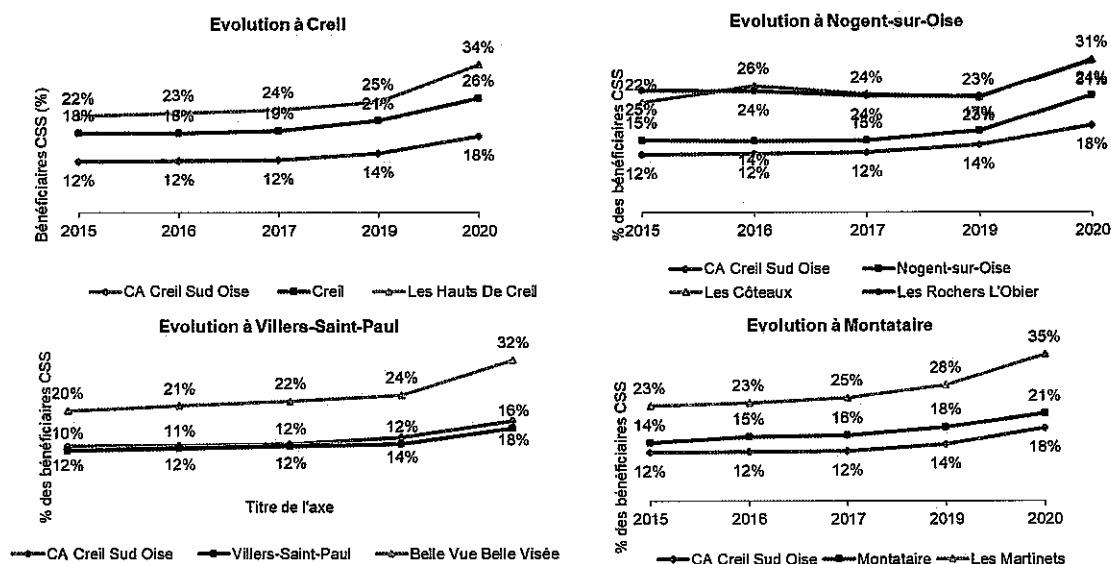 Evolution à Creil
Bénéficiaires CSS (%)
34%
22% 23% 24% 25% 26%
18% 18% 19% 21%
12% 12% 12% 14% 18%
2015 2016 2017 2019 2020
CA Creil Sud Oise Creil Les Hauts De Creil
Evolution à Nogent-sur-Oise
% des bénéficiaires CSS
31%
22% 26% 24% 23% 24%
25% 24% 24% 23%
15% 14% 15% 18%
12% 12% 12% 14%
2015 2016 2017 2019 2020
CA Creil Sud Oise Nogent-sur-Oise
Les Côteaux Les Rochers L'Obier
Evolution à Villers-Saint-Paul
% des bénéficiaires CSS
32%
20% 21% 22% 24%
10% 11% 12% 12% 16%
12% 12% 12% 14% 18%
Titre de l'axe
CA Creil Sud Oise Villers-Saint-Paul Belle Vue Belle Visée
Evolution à Montataire
% des bénéficiaires CSS
35%
23% 23% 25% 28%
14% 15% 16% 18% 21%
12% 12% 12% 14% 18%
2015 2016 2017 2019 2020
CA Creil Sud Oise Montataire Les Martinets